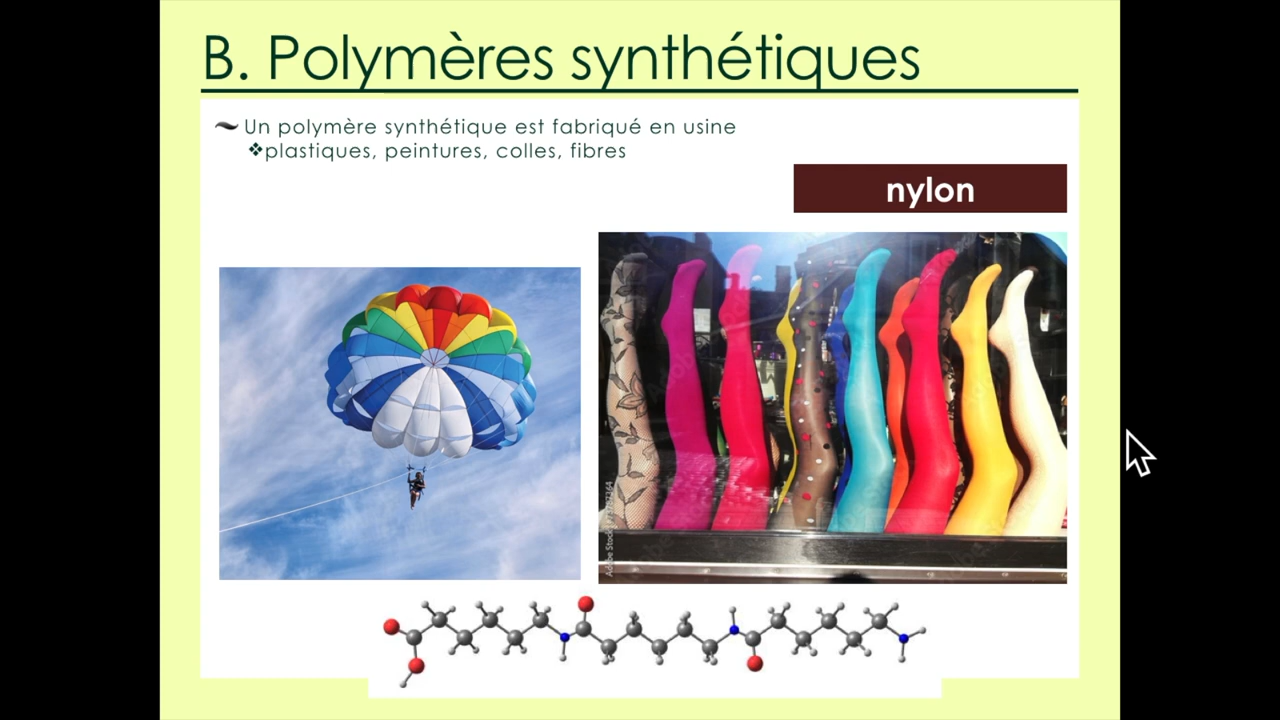 B. Polymères synthétiques
Un polymère synthétique est fabriqué en usine
❖plastiques, peintures, colles, fibres
nylon